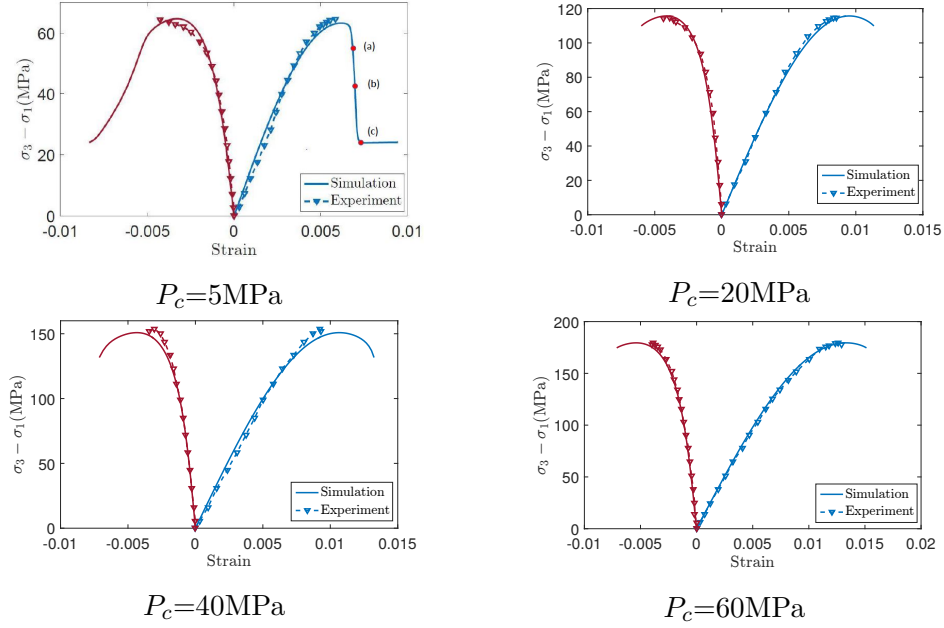 60
40
20
0
σ₃ − σ₁(MPa)
(a)
(b)
(c)
Simulation
Experiment
-0.01 -0.005 0 0.005 0.01
Strain
P_c=5MPa
120
100
80
60
40
20
0
σ₃ − σ₁(MPa)
Simulation
Experiment
-0.01 -0.005 0 0.005 0.01 0.015
Strain
P_c=20MPa
150
100
50
0
σ₃ − σ₁(MPa)
Simulation
Experiment
-0.01 -0.005 0 0.005 0.01 0.015
Strain
P_c=40MPa
200
150
100
50
0
σ₃ − σ₁(MPa)
Simulation
Experiment
-0.01 -0.005 0 0.005 0.01 0.015 0.02
Strain
P_c=60MPa